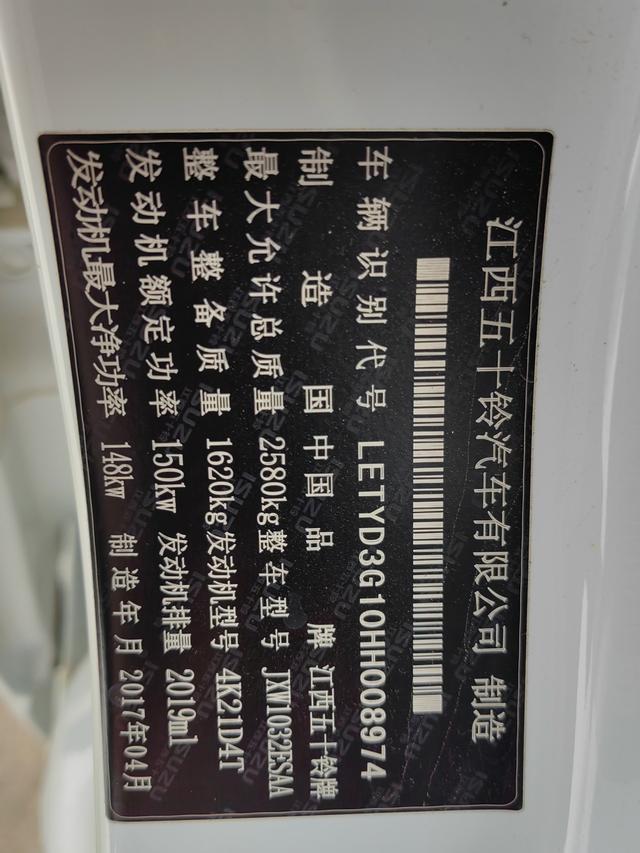 江西五十铃汽车有限公司 制造
车辆识别代号 LETYD3G10HH008974
制造国 中国 品牌 江西五十铃牌
最大允许总质量 2580kg 整车型号 JXW1032ESAA
整车整备质量 1620kg 发动机型号 4K21D4T
发动机额定功率 150kw 发动机排量 2019ml
发动机最大净功率 148kw 制造年月 2017年04月